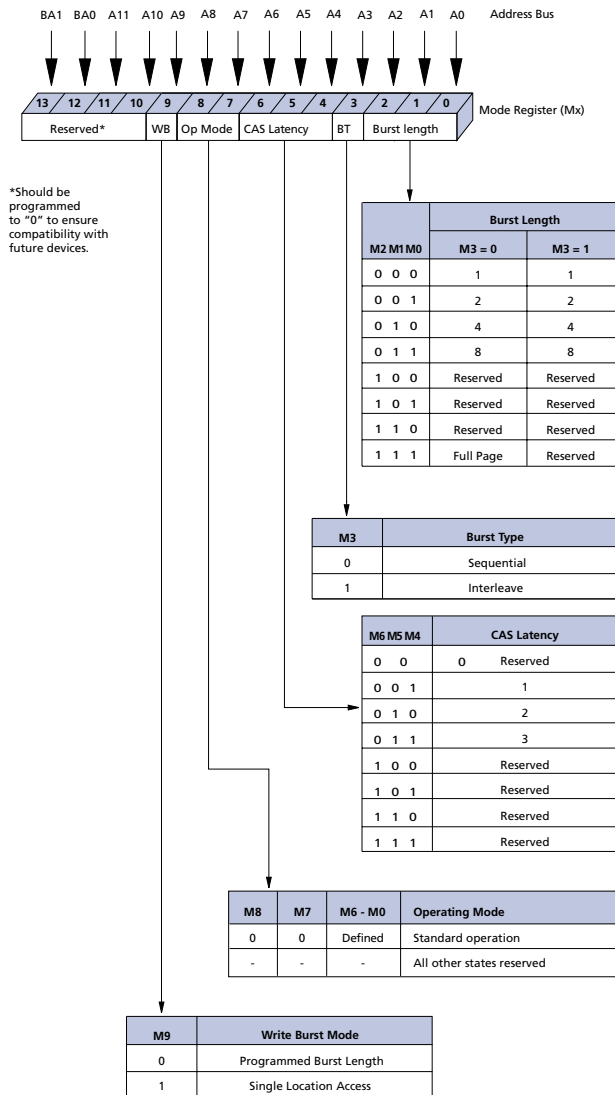 BA1 BA0 A11 A10 A9 A8 A7 A6 A5 A4 A3 A2 A1 A0 Address Bus
13 12 11 10 9 8 7 6 5 4 3 2 1 0
Mode Register (Mx)
Reserved* WB Op Mode CAS Latency BT Burst length
*Should be
programmed
to "0" to ensure
compatibility with
future devices.
Burst Length
M2 M1 M0 M3 = 0 M3 = 1
0 0 0 1 1
0 0 1 2 2
0 1 0 4 4
0 1 1 8 8
1 0 0 Reserved Reserved
1 0 1 Reserved Reserved
1 1 0 Reserved Reserved
1 1 1 Full Page Reserved
M3 Burst Type
0 Sequential
1 Interleave
M6 M5 M4 CAS Latency
0 0 0 Reserved
0 0 1 1
0 1 0 2
0 1 1 3
1 0 0 Reserved
1 0 1 Reserved
1 1 0 Reserved
1 1 1 Reserved
M8 M7 M6 - M0 Operating Mode
0 0 Defined Standard operation
- - - All other states reserved
M9 Write Burst Mode
0 Programmed Burst Length
1 Single Location Access